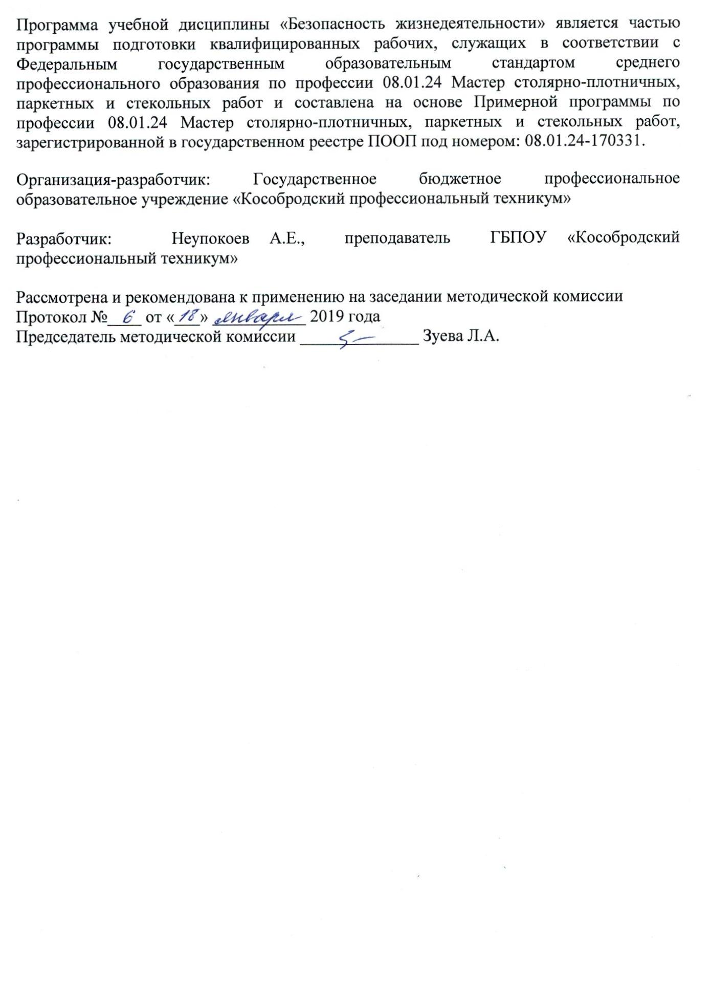 Программа учебной дисциплины «Безопасность жизнедеятельности» является частью
программы подготовки квалифицированных рабочих, служащих в соответствии с
Федеральным государственным образовательным стандартом среднего
профессионального образования по профессии 08.01.24 Мастер столярно-плотничных,
паркетных и стекольных работ и составлена на основе Примерной программы по
профессии 08.01.24 Мастер столярно-плотничных, паркетных и стекольных работ,
зарегистрированной в государственном реестре ПООП под номером: 08.01.24-170331.
Организация-разработчик: Государственное бюджетное профессиональное
образовательное учреждение «Кособродский профессиональный техникум»
Разработчик: Неупокоев А.Е., преподаватель ГБПОУ «Кособродский
профессиональный техникум»
Рассмотрена и рекомендована к применению на заседании методической комиссии
Протокол № 6 от «18» января 2019 года
Председатель методической комиссии ______________ Зуева Л.А.